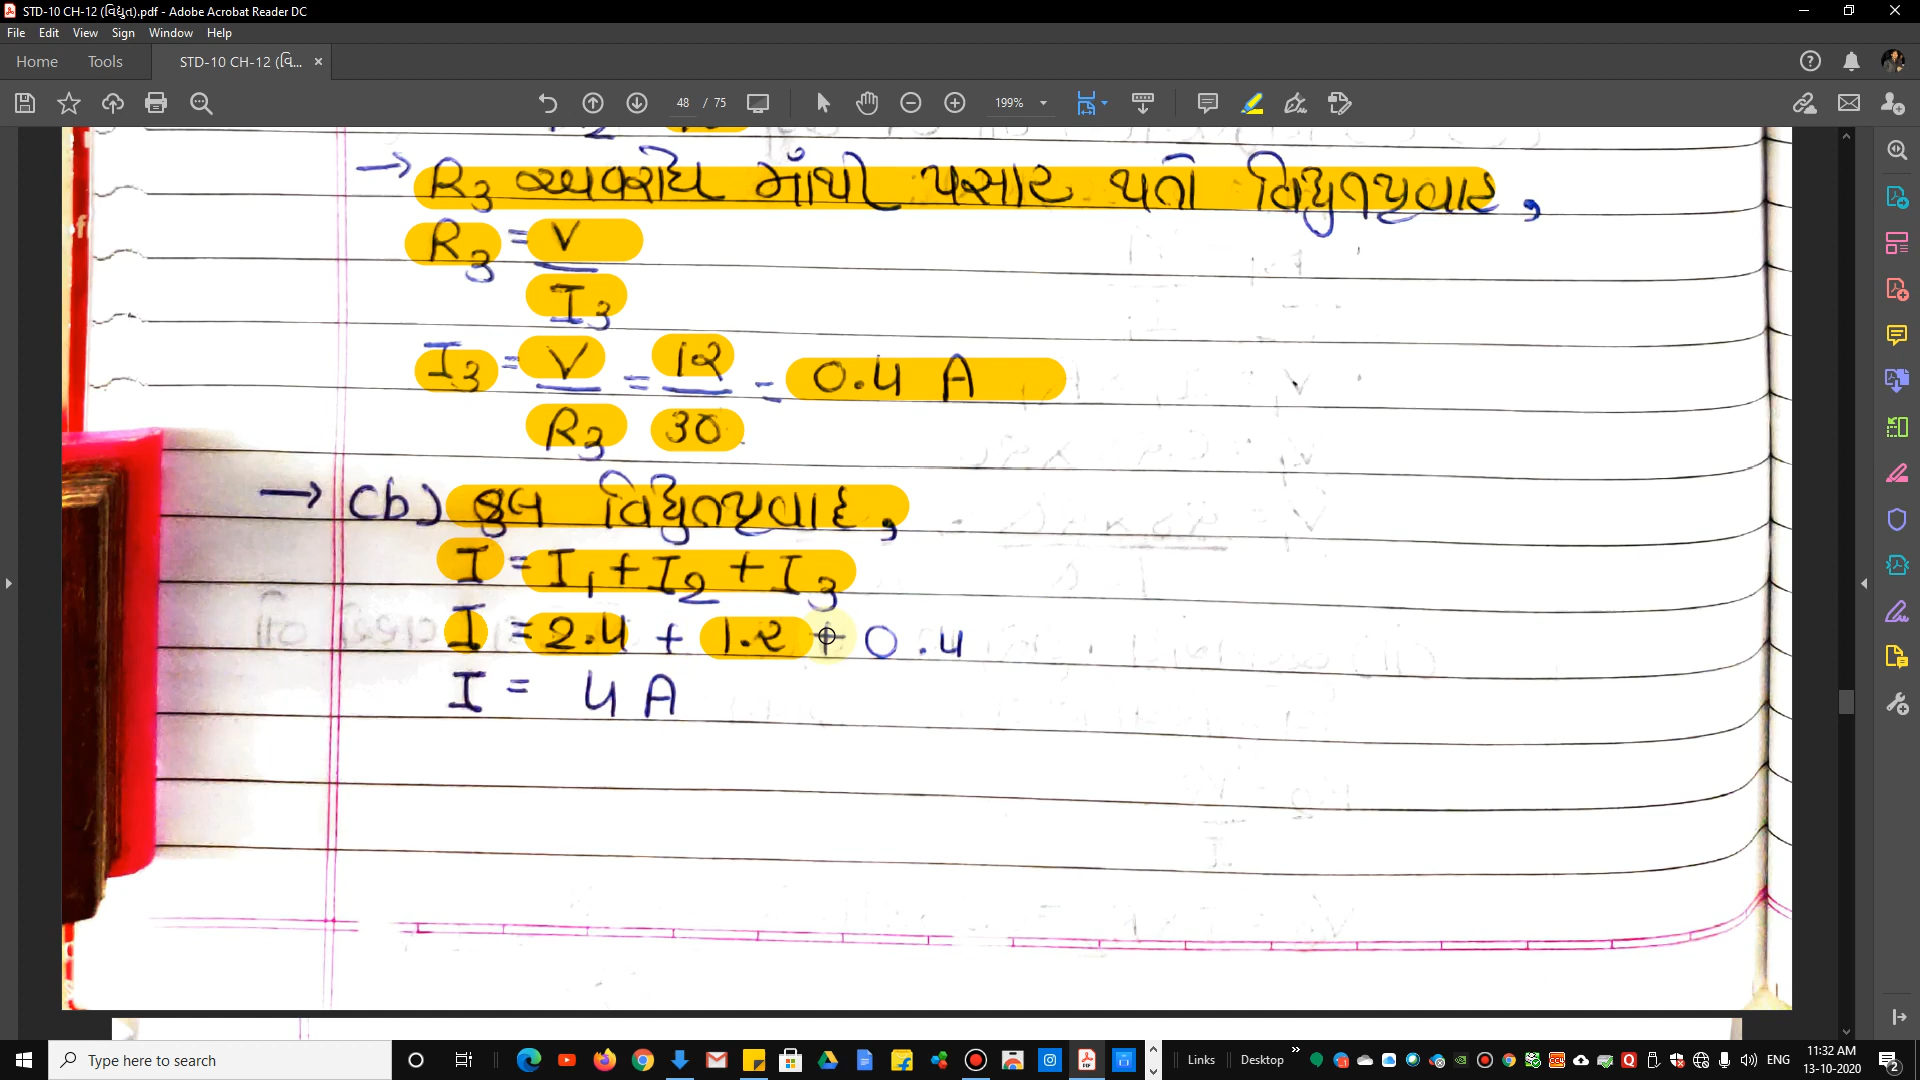 STD-10 CH-12 (વિદ્યુત).pdf - Adobe Acrobat Reader DC
File Edit View Sign Window Help
Home Tools STD-10 CH-12 (વિ... ×
48 / 75 199%
→ R3 અવરોધ માંથી પસાર થતો વિદ્યુતપ્રવાહ,
R3 = V
I3
I3 = V = 12 = 0.4 A
R3 30
→ (b) કુલ વિદ્યુતપ્રવાહ,
I = I1 + I2 + I3
I = 2.4 + 1.2 + 0.4
I = 4 A
Type here to search Links Desktop ENG 11:32 AM
13-10-2020 2